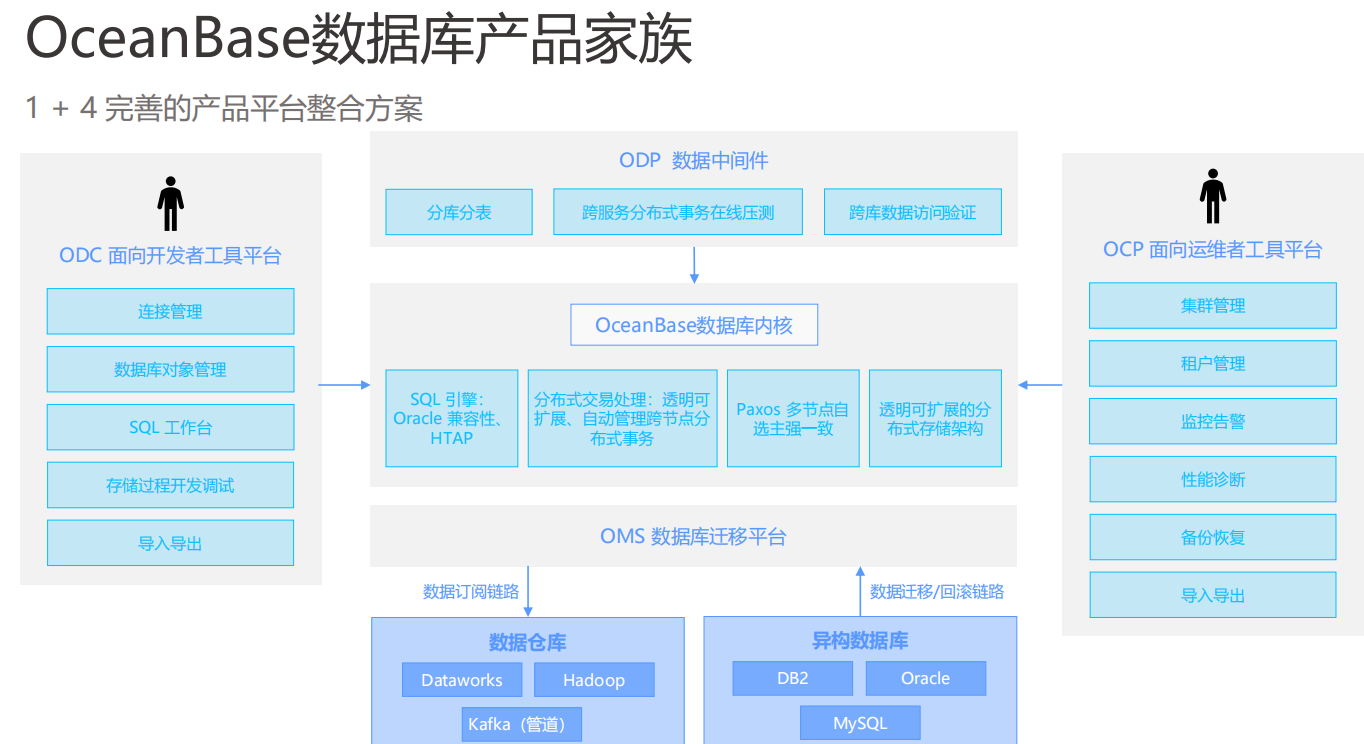 OceanBase数据库产品家族
1 + 4 完善的产品平台整合方案
ODC 面向开发者工具平台
连接管理
数据库对象管理
SQL 工作台
存储过程开发调试
导入导出
ODP 数据中间件
分库分表
跨服务分布式事务在线压测
跨库数据访问验证
OceanBase数据库内核
SQL 引擎：
Oracle 兼容性、
HTAP
分布式交易处理：透明可
扩展、自动管理跨节点分
布式事务
Paxos 多节点自
选主强一致
透明可扩展的分
布式存储架构
OMS 数据库迁移平台
数据订阅链路
数据迁移/回滚链路
数据仓库
Dataworks
Hadoop
Kafka（管道）
异构数据库
DB2
Oracle
MySQL
OCP 面向运维者工具平台
集群管理
租户管理
监控告警
性能诊断
备份恢复
导入导出